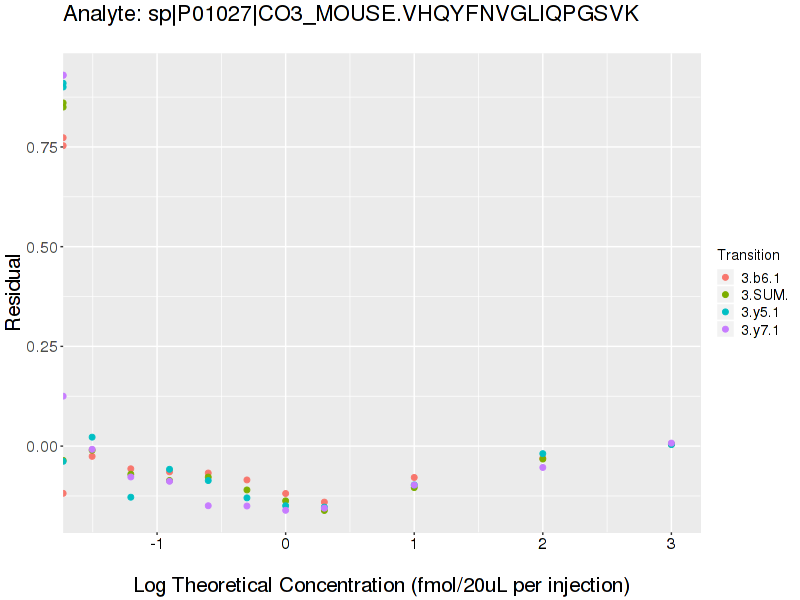 Analyte: sp|P01027|CO3_MOUSE.VHQYFNVGLIQPGSVK
0.75
0.50
0.25
0.00
Residual
-1 0 1 2 3
Log Theoretical Concentration (fmol/20uL per injection)
Transition
3.b6.1
3.SUM.
3.y5.1
3.y7.1